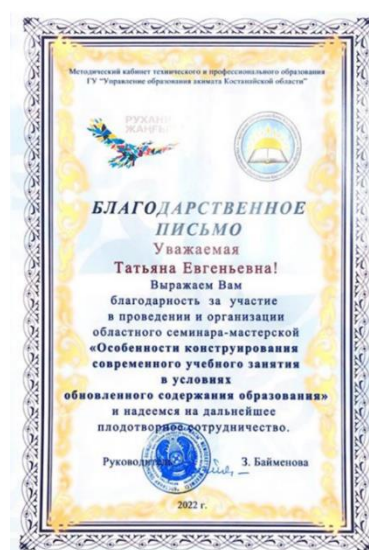 Методический кабинет технического и профессионального образования
ГУ "Управление образования акимата Костанайской области"
РУХАНИ
ЖАҢҒЫРУ
БЛАГОДАРСТВЕННОЕ
ПИСЬМО
Уважаемая
Татьяна Евгеньевна!
Выражаем Вам
благодарность за участие
в проведении и организации
областного семинара-мастерской
«Особенности конструирования
современного учебного занятия
в условиях
обновленного содержания образования»
и надеемся на дальнейшее
плодотворное сотрудничество.
Руководитель З. Байменова
2022 г.